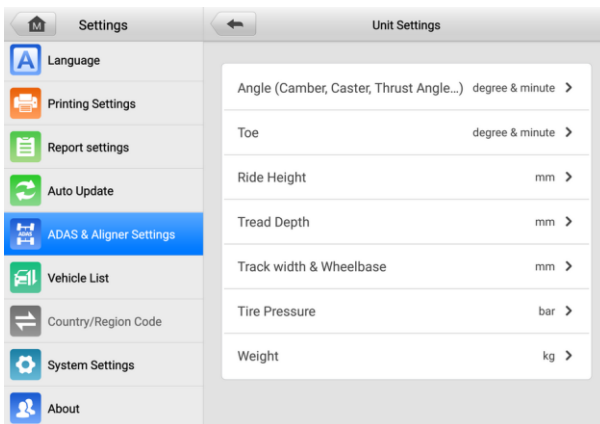 M
Settings
Unit Settings
A
Language
Printing Settings
Report settings
Auto Update
ADAS
ADAS & Aligner Settings
Vehicle List
Country/Region Code
System Settings
About
Angle (Camber, Caster, Thrust Angle...) degree & minute
Toe degree & minute
Ride Height mm
Tread Depth mm
Track width & Wheelbase mm
Tire Pressure bar
Weight kg